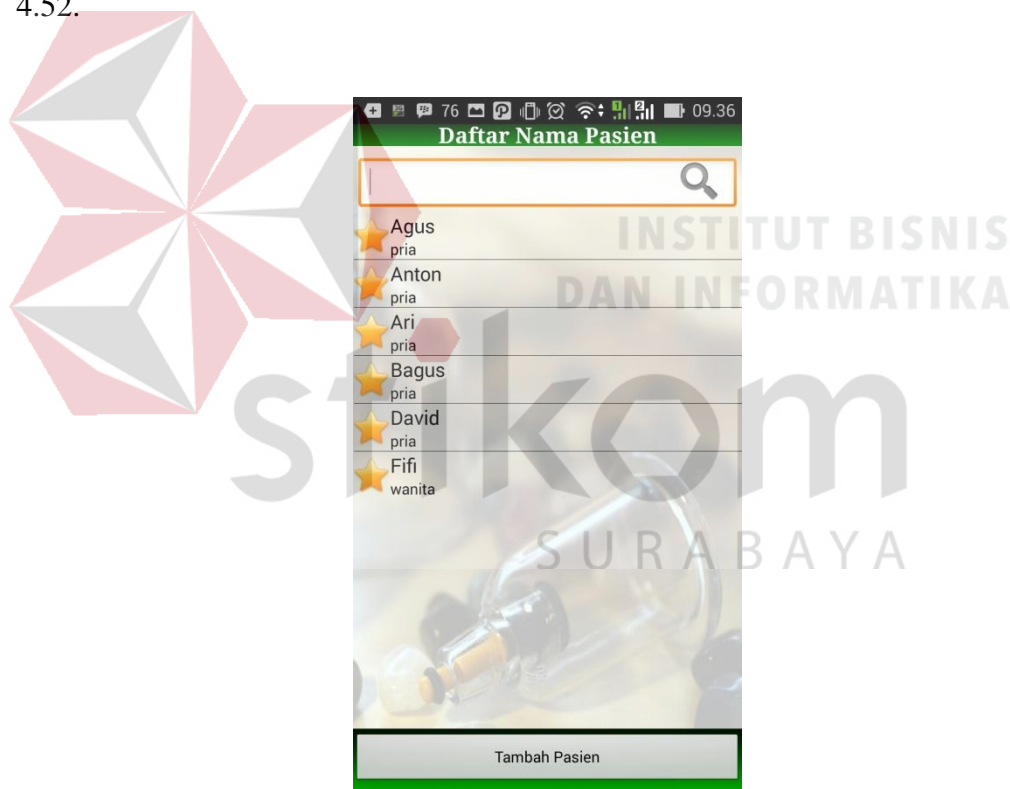 4.52.
76 09.36
Daftar Nama Pasien
Agus
pria
Anton
pria
Ari
pria
Bagus
pria
David
pria
Fifi
wanita
Tambah Pasien
INSTITUT BISNIS
DAN INFORMATIKA
stikom
SURABAYA